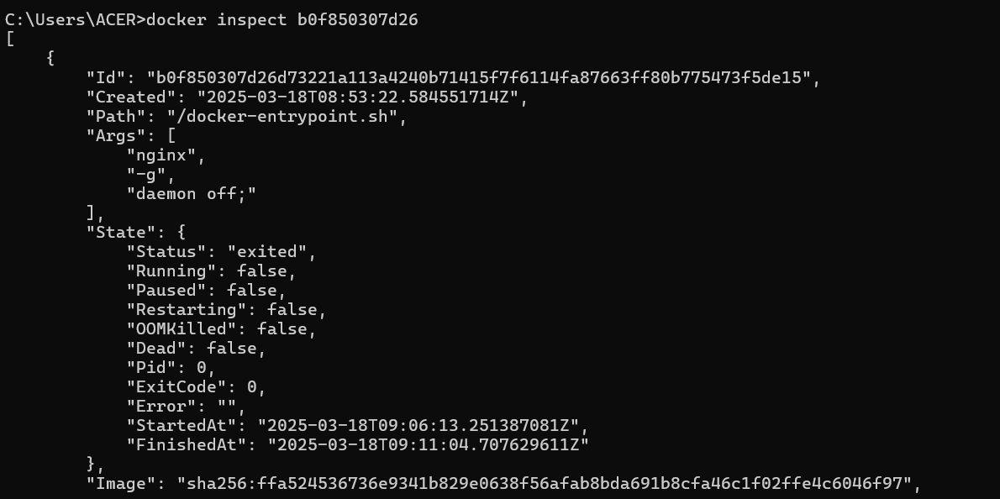 C:\Users\ACER>docker inspect b0f850307d26
[
    {
        "Id": "b0f850307d26d73221a113a4240b71415f7f6114fa87663ff80b775473f5de15",
        "Created": "2025-03-18T08:53:22.584551714Z",
        "Path": "/docker-entrypoint.sh",
        "Args": [
            "nginx",
            "-g",
            "daemon off;"
        ],
        "State": {
            "Status": "exited",
            "Running": false,
            "Paused": false,
            "Restarting": false,
            "OOMKilled": false,
            "Dead": false,
            "Pid": 0,
            "ExitCode": 0,
            "Error": "",
            "StartedAt": "2025-03-18T09:06:13.251387081Z",
            "FinishedAt": "2025-03-18T09:11:04.707629611Z"
        },
        "Image": "sha256:ffa524536736e9341b829e0638f56afab8bda691b8cfa46c1f02ffe4c6046f97",